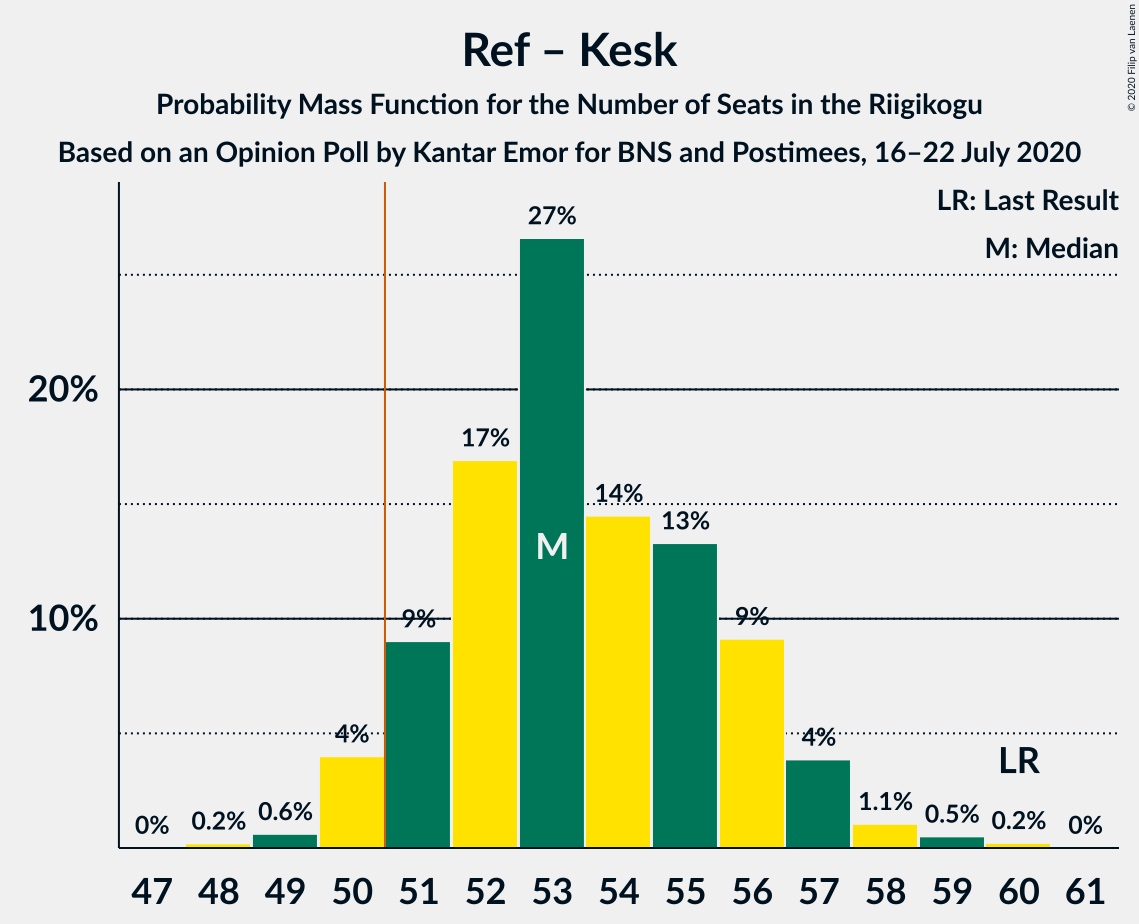 Ref – Kesk
Probability Mass Function for the Number of Seats in the Riigikogu
Based on an Opinion Poll by Kantar Emor for BNS and Postimees, 16–22 July 2020
© 2020 Filip van Laenen
LR: Last Result
M: Median
27%
20%
17%
14%
13%
M
10%
9%
9%
4%
4%
LR
0%
0.2%
0.6%
1.1%
0.5%
0.2%
0%
47 48 49 50 51 52 53 54 55 56 57 58 59 60 61